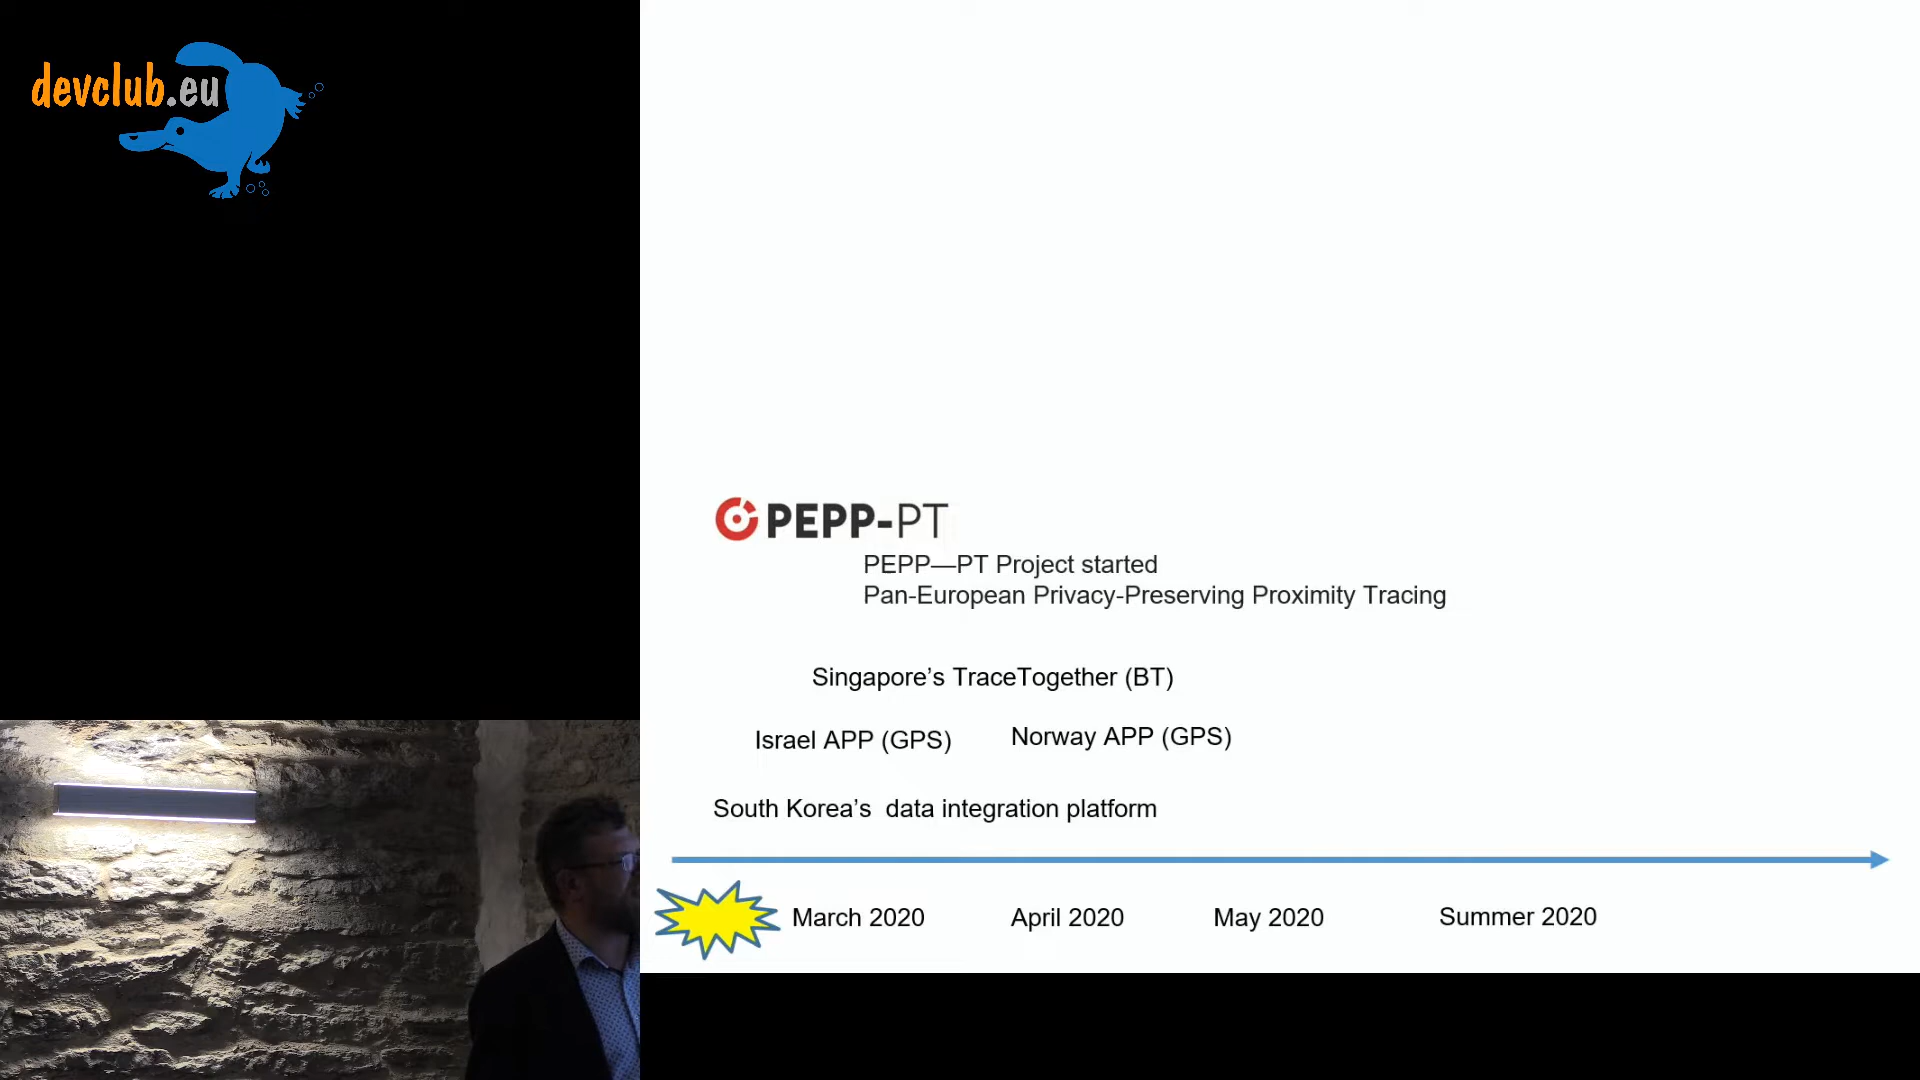 devclub.eu
PEPP-PT
PEPP—PT Project started
Pan-European Privacy-Preserving Proximity Tracing
Singapore’s TraceTogether (BT)
Israel APP (GPS)
Norway APP (GPS)
South Korea’s data integration platform
March 2020
April 2020
May 2020
Summer 2020